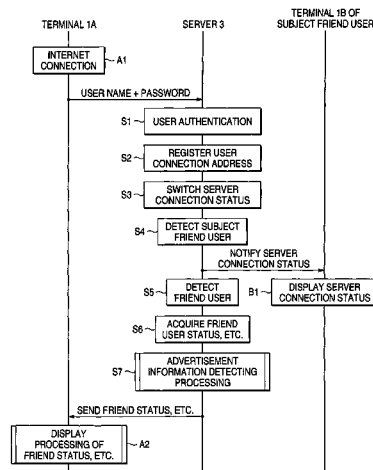 TERMINAL 1A
SERVER 3
TERMINAL 1B OF
SUBJECT FRIEND USER
INTERNET
CONNECTION
A1
USER NAME + PASSWORD
S1
USER AUTHENTICATION
S2
REGISTER USER
CONNECTION ADDRESS
S3
SWITCH SERVER
CONNECTION STATUS
S4
DETECT SUBJECT
FRIEND USER
NOTIFY SERVER
CONNECTION STATUS
S5
DETECT
FRIEND USER
B1
DISPLAY SERVER
CONNECTION STATUS
S6
ACQUIRE FRIEND
USER STATUS, ETC.
S7
ADVERTISEMENT
INFORMATION DETECTING
PROCESSING
SEND FRIEND STATUS, ETC.
DISPLAY
PROCESSING OF
FRIEND STATUS, ETC.
A2